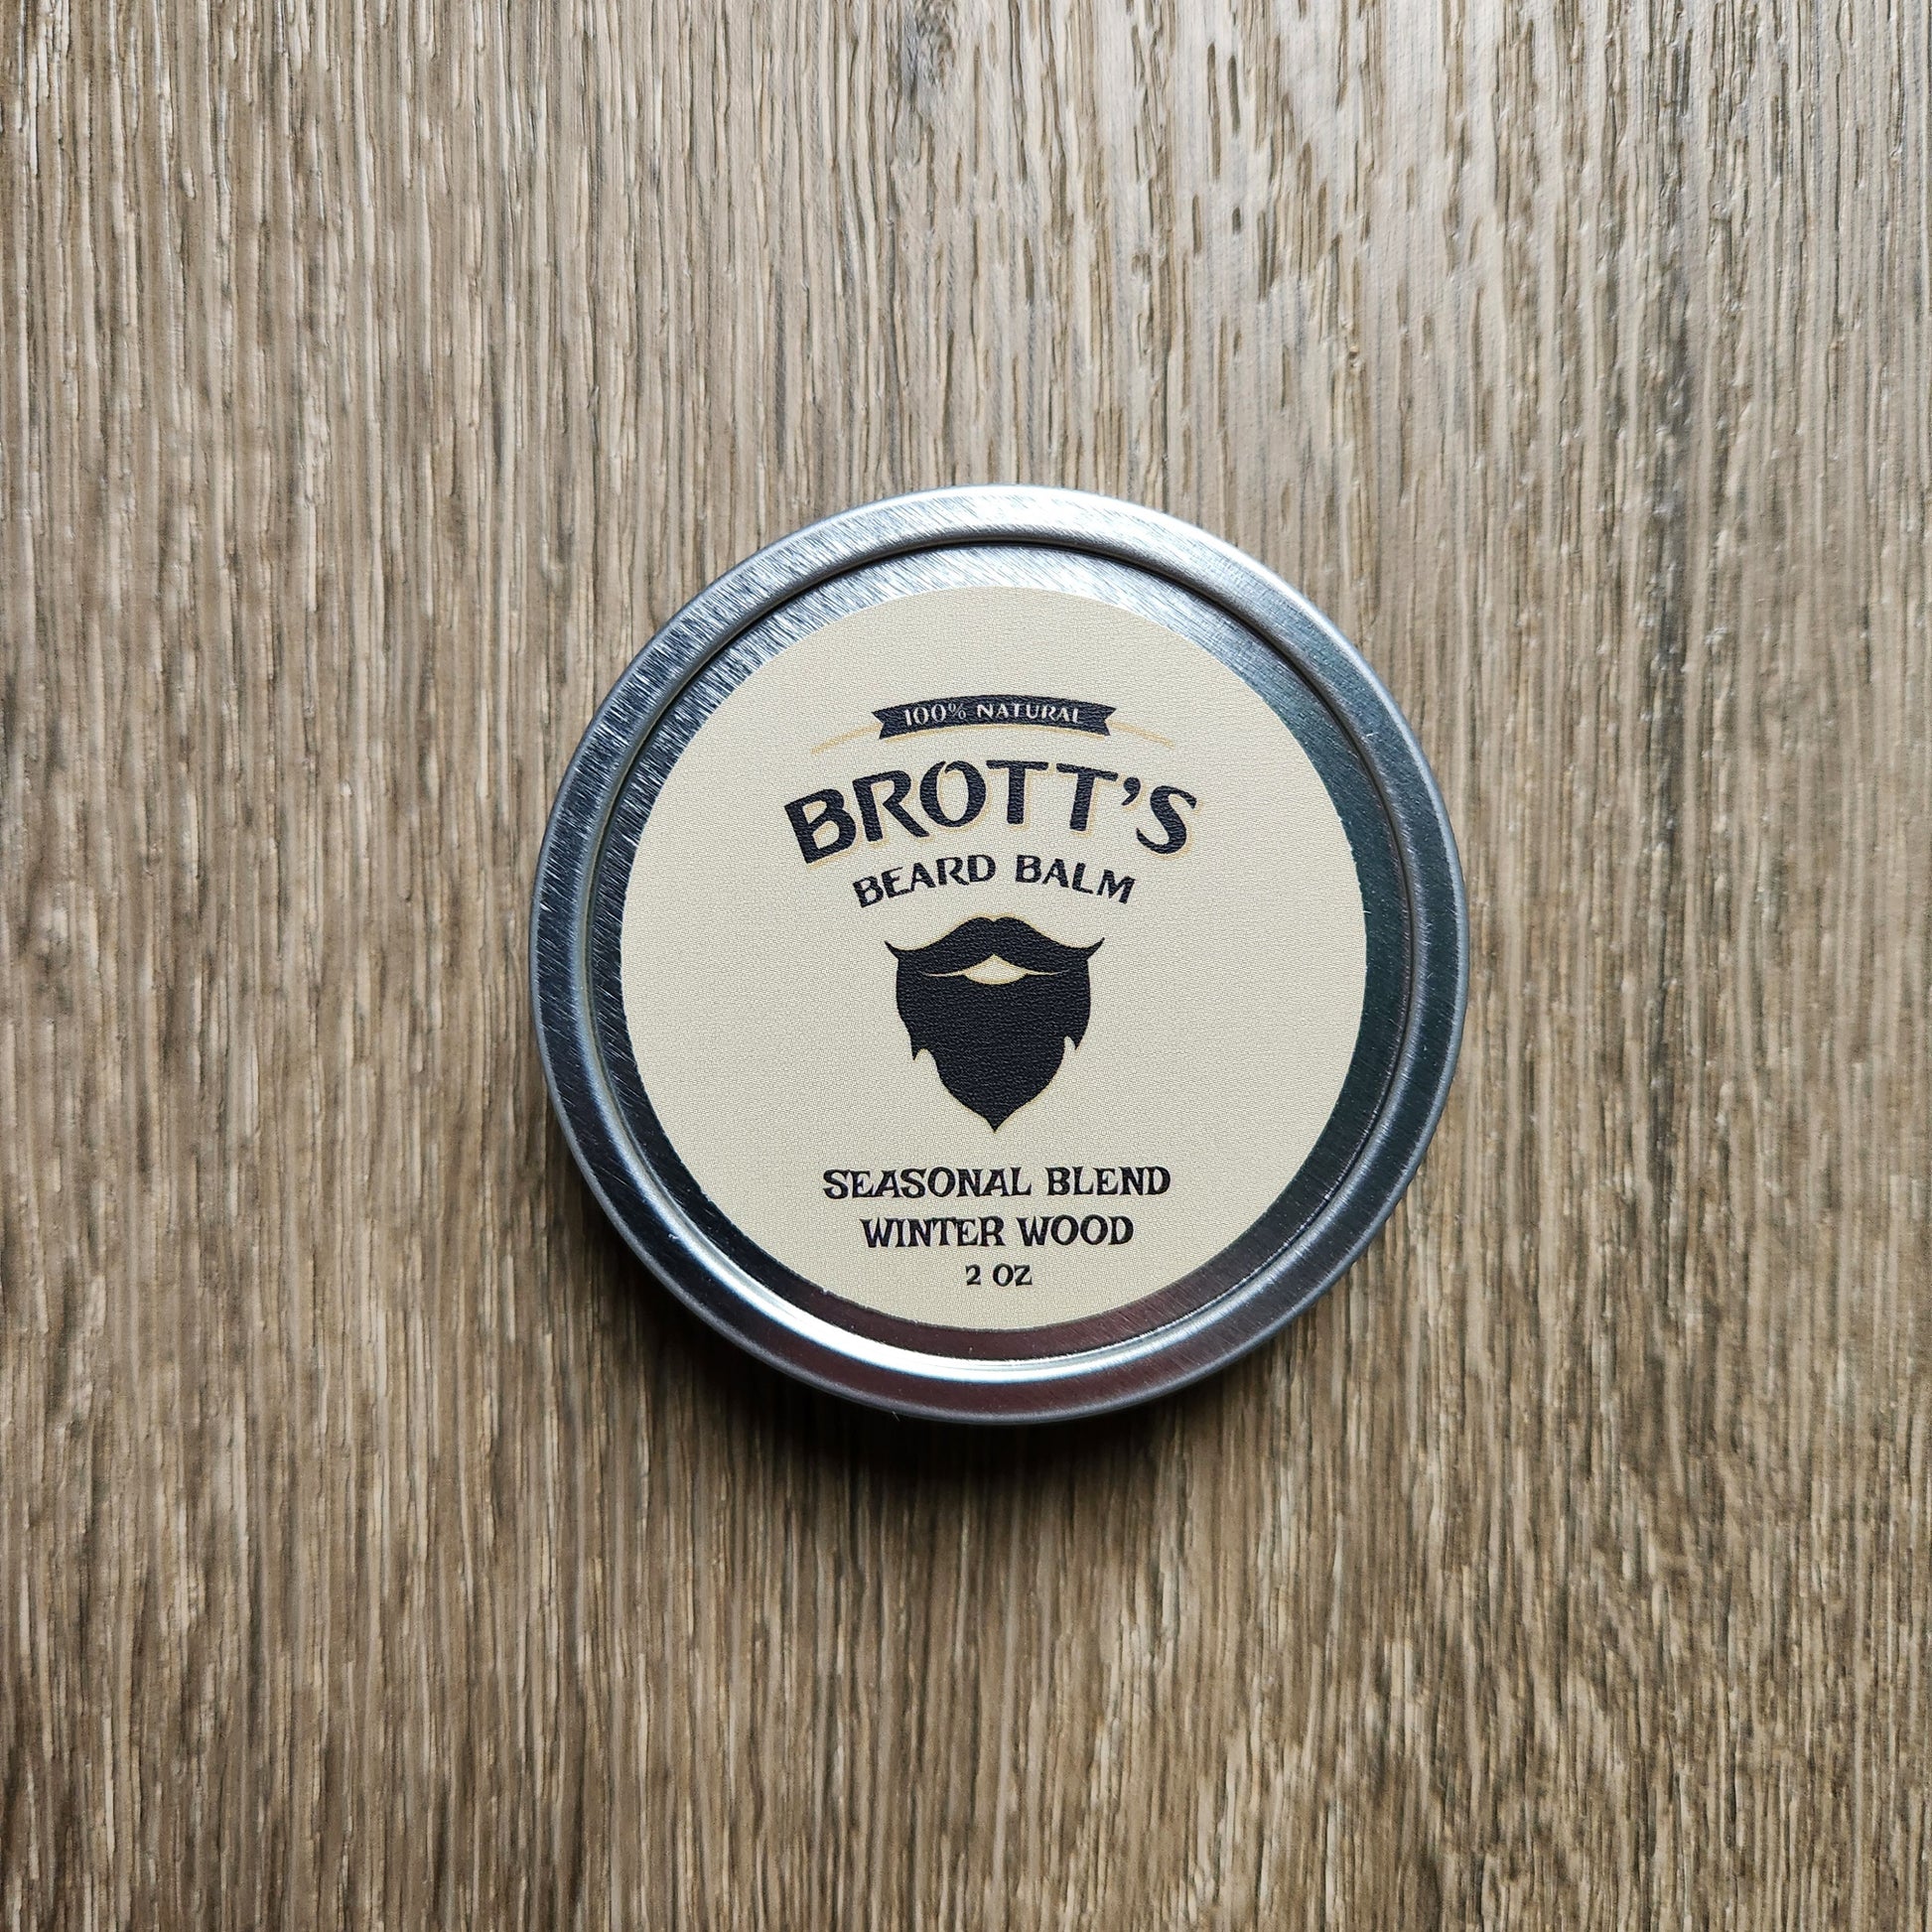 100% NATURAL
BROTT'S
BEARD BALM
SEASONAL BLEND
WINTER WOOD
2 OZ